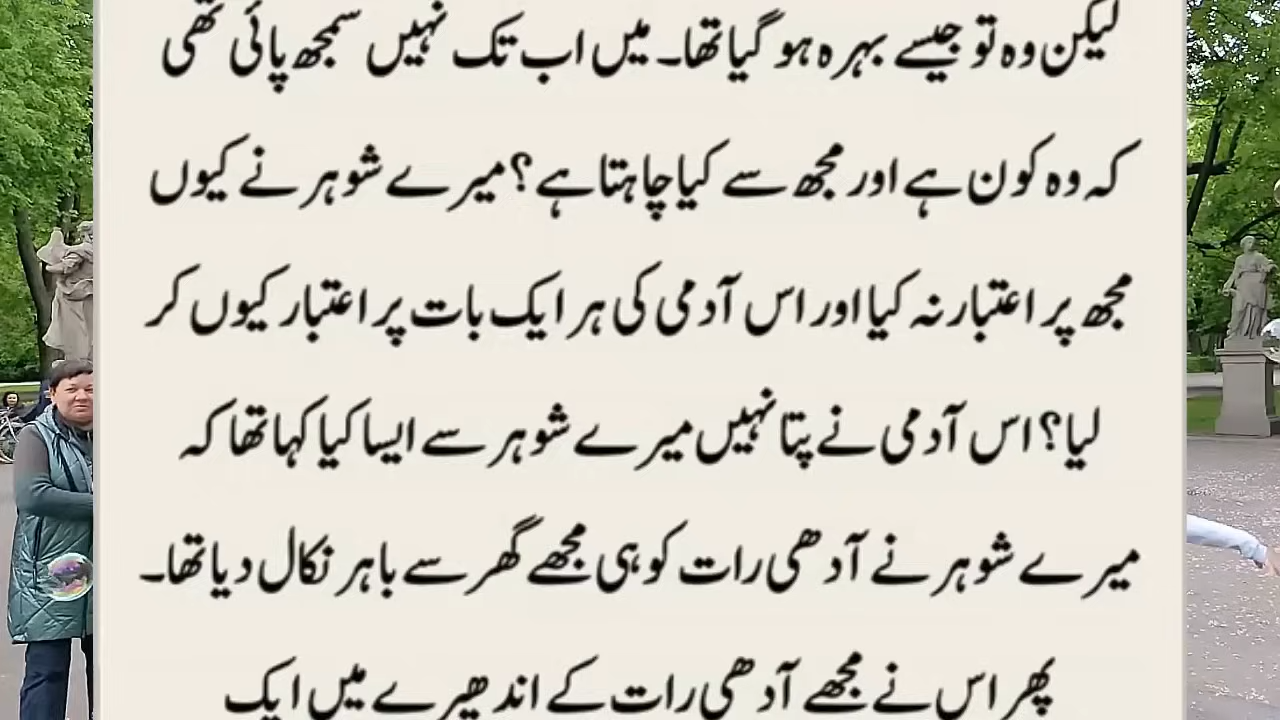 لیکن وہ تو جیسے بہرہ ہو گیا تھا۔ میں اب تک نہیں سمجھ پائی تھی
کہ وہ کون ہے اور مجھ سے کیا چاہتا ہے؟ میرے شوہر نے کیوں
مجھ پر اعتبار نہ کیا اور اس آدمی کی ہر ایک بات پر اعتبار کیوں کر
لیا؟ اس آدمی نے پتا نہیں میرے شوہر سے ایسا کیا کہا تھا کہ
میرے شوہر نے آدھی رات کو ہی مجھے گھر سے باہر نکال دیا تھا۔
پھر اس نے مجھے آدھی رات کے اندھیرے میں ایک